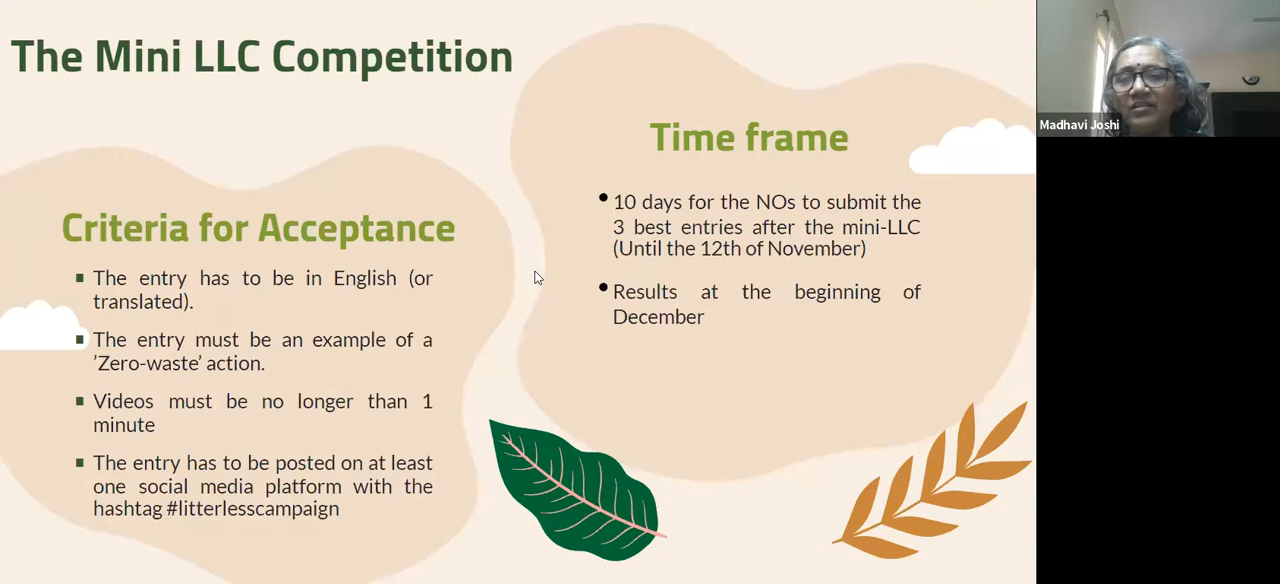 The Mini LLC Competition
Criteria for Acceptance
The entry has to be in English (or
translated).
The entry must be an example of a
’Zero-waste’ action.
Videos must be no longer than 1
minute
The entry has to be posted on at least
one social media platform with the
hashtag #litterlesscampaign
Time frame
10 days for the NOs to submit the
3 best entries after the mini-LLC
(Until the 12th of November)
Results at the beginning of
December
Madhavi Joshi